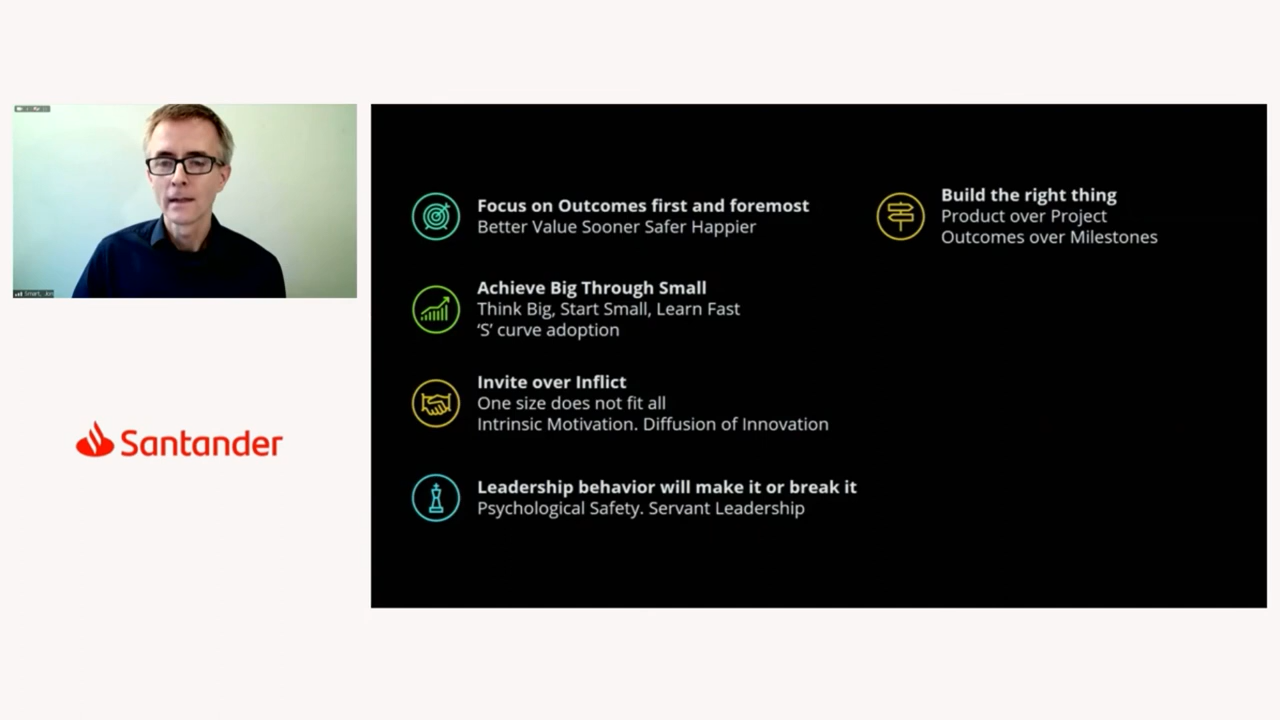 Smart, Jon
Santander
Focus on Outcomes first and foremost
Better Value Sooner Safer Happier
Achieve Big Through Small
Think Big, Start Small, Learn Fast
‘S’ curve adoption
Invite over Inflict
One size does not fit all
Intrinsic Motivation. Diffusion of Innovation
Leadership behavior will make it or break it
Psychological Safety. Servant Leadership
Build the right thing
Product over Project
Outcomes over Milestones